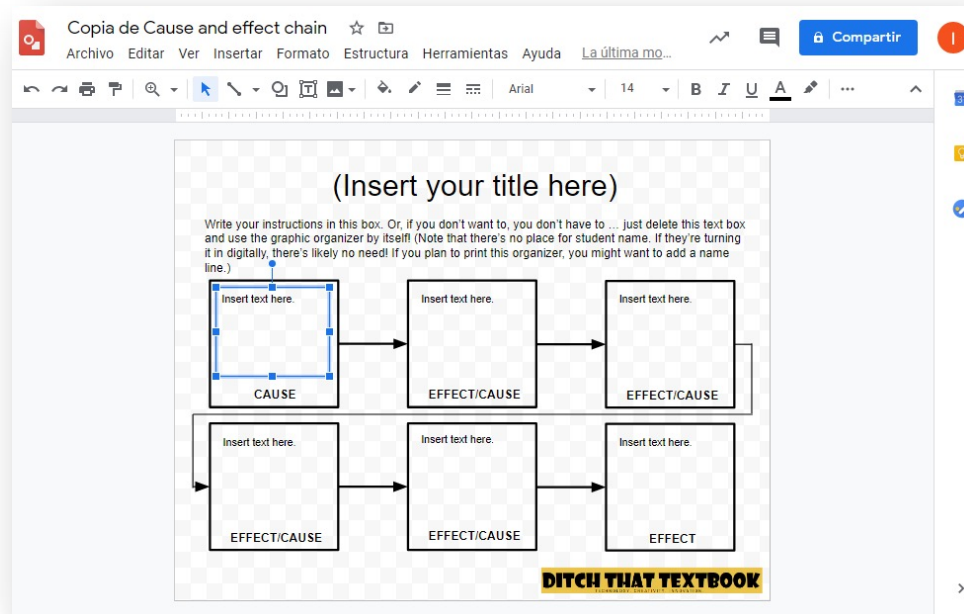 Copia de Cause and effect chain
Archivo Editar Ver Insertar Formato Estructura Herramientas Ayuda La última mo...
Compartir
Arial 14 B I U A
(Insert your title here)
Write your instructions in this box. Or, if you don't want to, you don't have to ... just delete this text box
and use the graphic organizer by itself! (Note that there's no place for student name. If they're turning
it in digitally, there's likely no need! If you plan to print this organizer, you might want to add a name
line.)
Insert text here. Insert text here. Insert text here.
CAUSE EFFECT/CAUSE EFFECT/CAUSE
Insert text here. Insert text here. Insert text here.
EFFECT/CAUSE EFFECT/CAUSE EFFECT
DITCH THAT TEXTBOOK